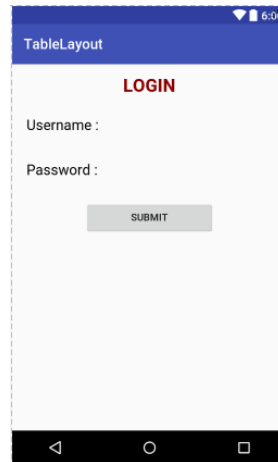 6:0
TableLayout
LOGIN
Username :
Password :
SUBMIT